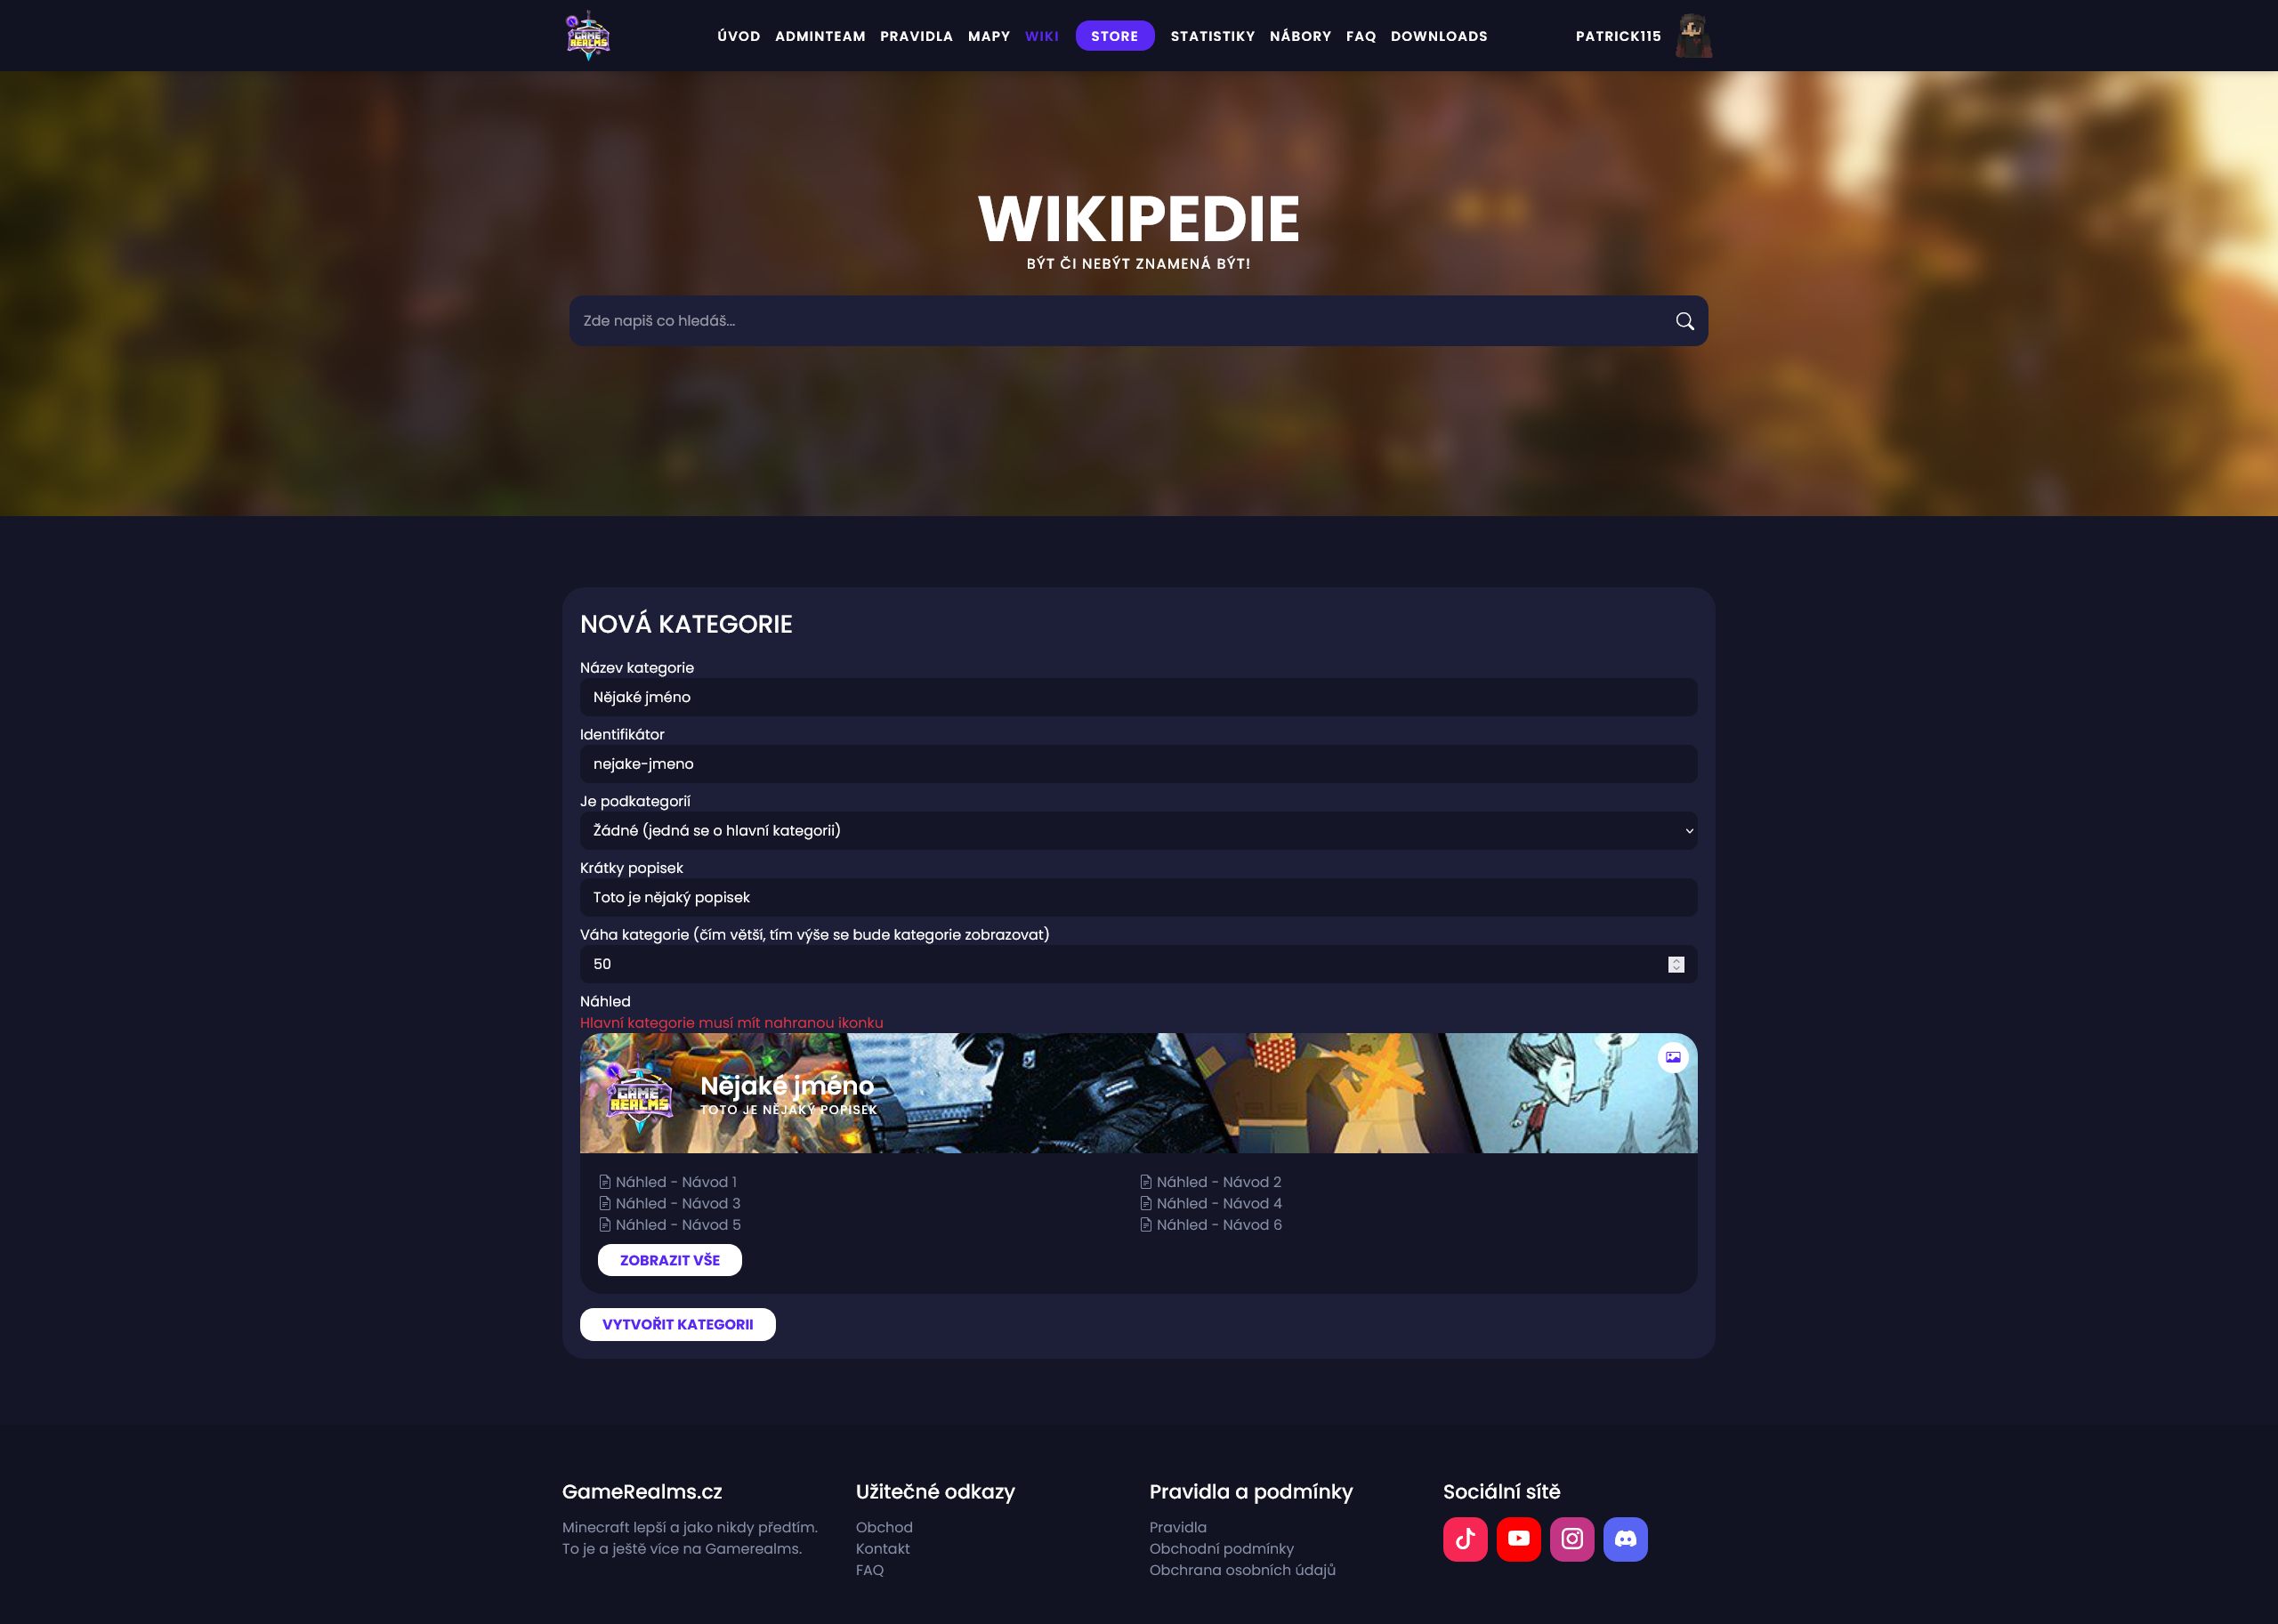 GAME REALMS
ÚVOD ADMINTEAM PRAVIDLA MAPY WIKI STORE STATISTIKY NÁBORY FAQ DOWNLOADS PATRICK115
WIKIPEDIE
BÝT ČI NEBÝT ZNAMENÁ BÝT!
Zde napiš co hledáš...
NOVÁ KATEGORIE
Název kategorie
Nějaké jméno
Identifikátor
nejake-jmeno
Je podkategorií
Žádné (jedná se o hlavní kategorii)
Krátky popisek
Toto je nějaký popisek
Váha kategorie (čím větší, tím výše se bude kategorie zobrazovat)
50
Náhled
Hlavní kategorie musí mít nahranou ikonku
GAME REALMS
Nějaké jméno
TOTO JE NĚJAKÝ POPISEK
Náhled - Návod 1
Náhled - Návod 2
Náhled - Návod 3
Náhled - Návod 4
Náhled - Návod 5
Náhled - Návod 6
ZOBRAZIT VŠE
VYTVOŘIT KATEGORII
GameRealms.cz
Minecraft lepší a jako nikdy předtím.
To je a ještě více na Gamerealms.
Užitečné odkazy
Obchod
Kontakt
FAQ
Pravidla a podmínky
Pravidla
Obchodní podmínky
Obchrana osobních údajů
Sociální sítě